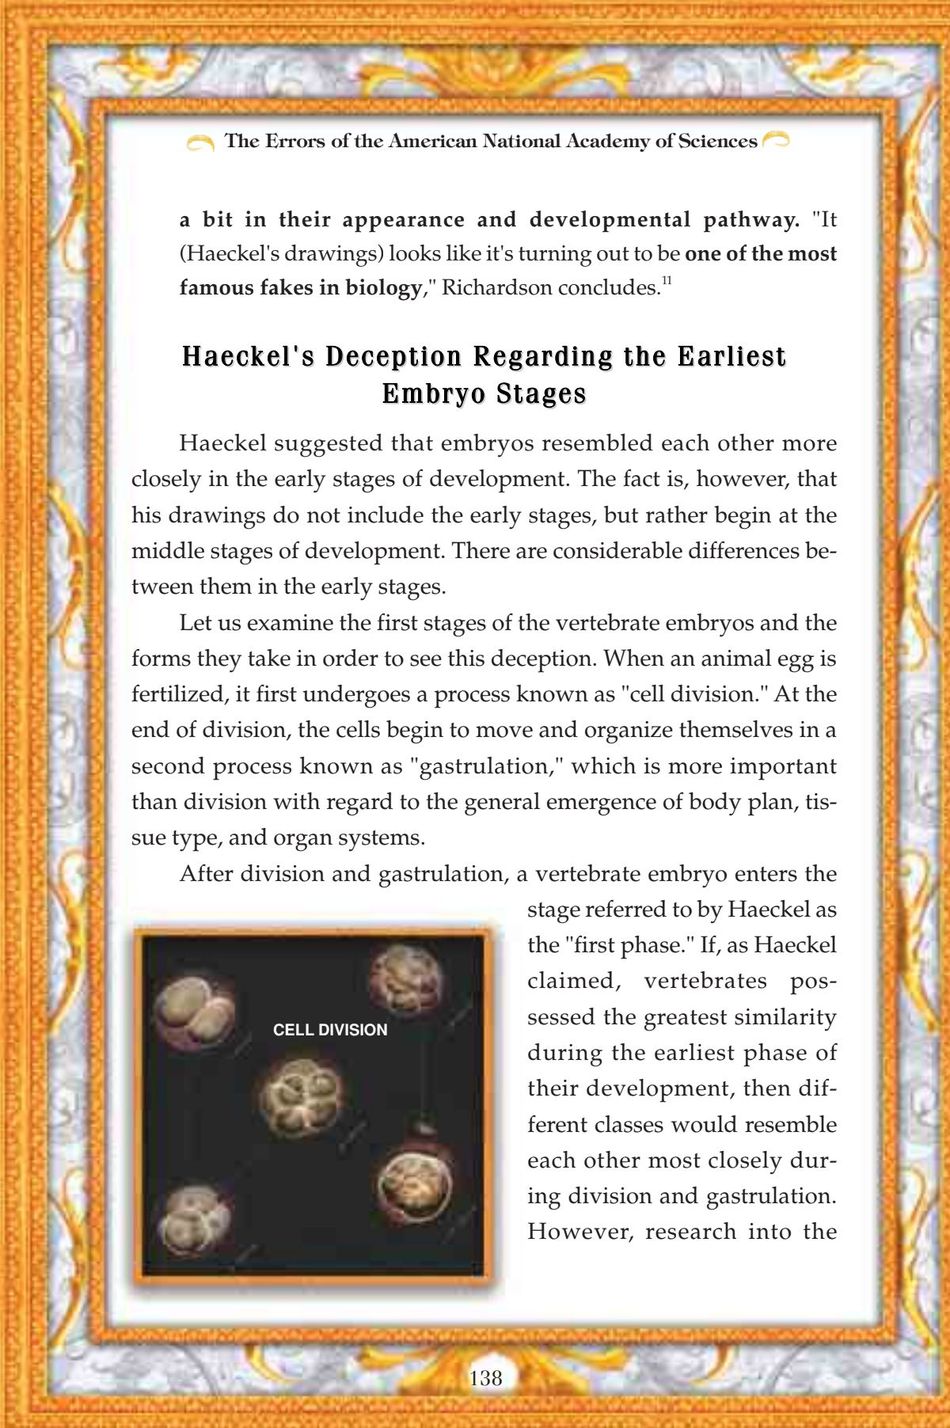 The Errors of the American National Academy of Sciences
a bit in their appearance and developmental pathway. "It
(Haeckel's drawings) looks like it's turning out to be one of the most
famous fakes in biology," Richardson concludes.11
Haeckel's Deception Regarding the Earliest
Embryo Stages
Haeckel suggested that embryos resembled each other more
closely in the early stages of development. The fact is, however, that
his drawings do not include the early stages, but rather begin at the
middle stages of development. There are considerable differences be-
tween them in the early stages.
Let us examine the first stages of the vertebrate embryos and the
forms they take in order to see this deception. When an animal egg is
fertilized, it first undergoes a process known as "cell division." At the
end of division, the cells begin to move and organize themselves in a
second process known as "gastrulation," which is more important
than division with regard to the general emergence of body plan, tis-
sue type, and organ systems.
After division and gastrulation, a vertebrate embryo enters the
stage referred to by Haeckel as
the "first phase." If, as Haeckel
claimed, vertebrates pos-
sessed the greatest similarity
during the earliest phase of
their development, then dif-
ferent classes would resemble
each other most closely dur-
ing division and gastrulation.
However, research into the
CELL DIVISION
138